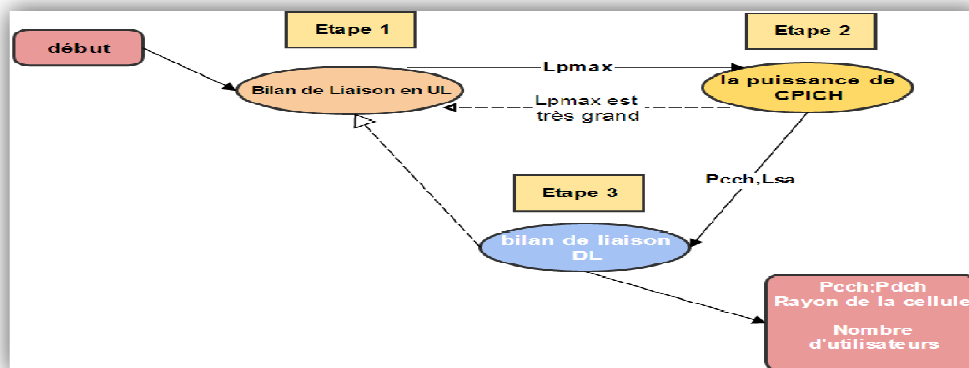 Etape 1
Etape 2
début
Bilan de Liaison en UL
Lpmax
la puissance de
CPICH
Lpmax est
très grand
Pcch,Lsa
Etape 3
bilan de liaison
DL
Pcch;Pdch
Rayon de la cellule
Nombre
d'utilisateurs